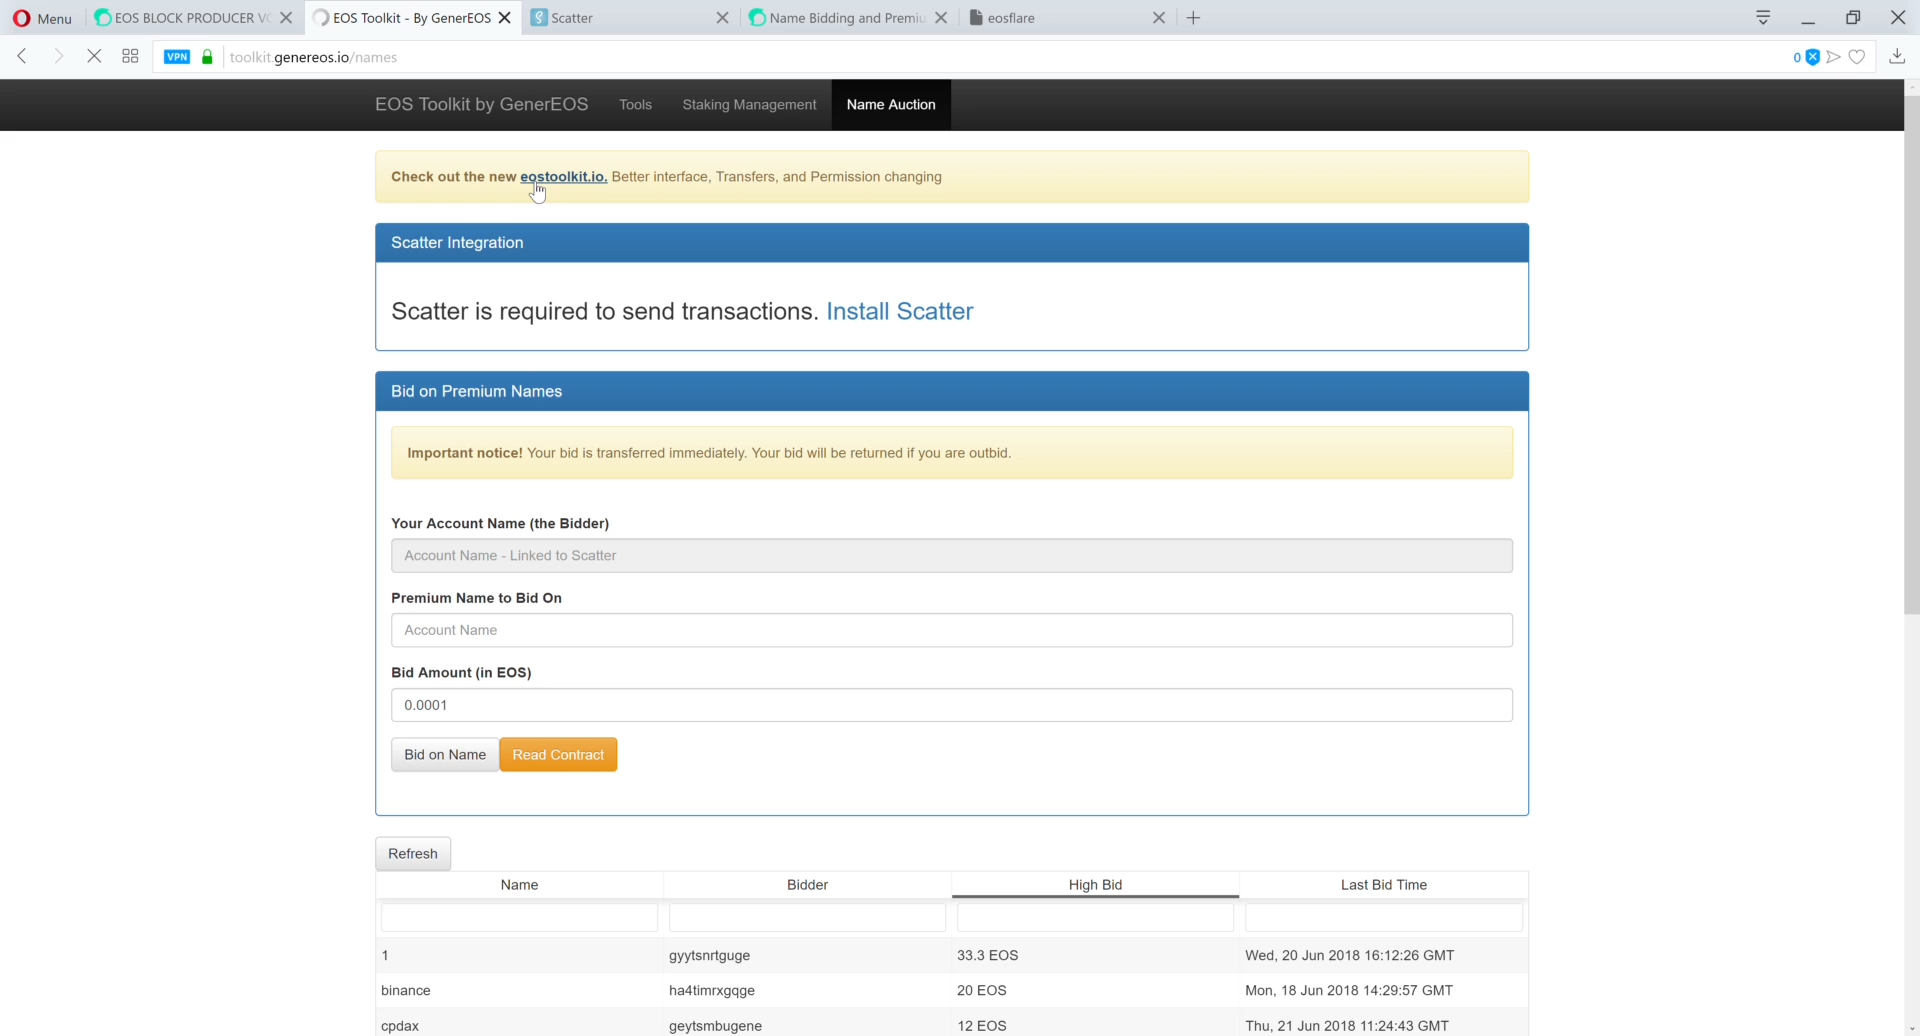 Menu
EOS BLOCK PRODUCER VO
EOS Toolkit - By GenerEOS
Scatter
Name Bidding and Premiu
eosflare
VPN
toolkit.genereos.io/names
0
EOS Toolkit by GenerEOS
Tools
Staking Management
Name Auction
Check out the new eostoolkit.io. Better interface, Transfers, and Permission changing
Scatter Integration
Scatter is required to send transactions. Install Scatter
Bid on Premium Names
Important notice! Your bid is transferred immediately. Your bid will be returned if you are outbid.
Your Account Name (the Bidder)
Account Name - Linked to Scatter
Premium Name to Bid On
Account Name
Bid Amount (in EOS)
0.0001
Bid on Name
Read Contract
Refresh
Name Bidder High Bid Last Bid Time
1 gyytsnrtguge 33.3 EOS Wed, 20 Jun 2018 16:12:26 GMT
binance ha4timrxgqge 20 EOS Mon, 18 Jun 2018 14:29:57 GMT
cpdax geytsmbugene 12 EOS Thu, 21 Jun 2018 11:24:43 GMT